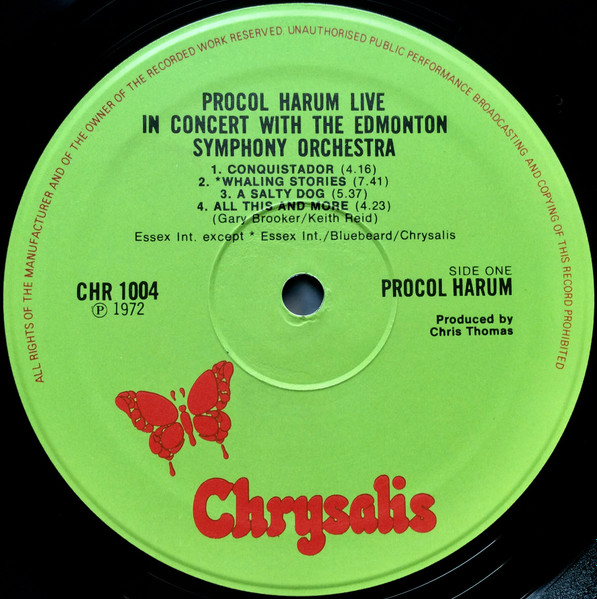 ALL RIGHTS OF THE MANUFACTURER AND OF THE OWNER OF THE RECORDED WORK RESERVED. UNAUTHORISED PUBLIC PERFORMANCE BROADCASTING AND COPYING OF THIS RECORD PROHIBITED
PROCOL HARUM LIVE
IN CONCERT WITH THE EDMONTON
SYMPHONY ORCHESTRA
1. CONQUISTADOR (4.16)
2. *WHALING STORIES (7.41)
3. A SALTY DOG (5.37)
4. ALL THIS AND MORE (4.23)
(Gary Brooker/Keith Reid)
Essex Int. except * Essex Int./Bluebeard/Chrysalis
CHR 1004
Ⓟ 1972
SIDE ONE
PROCOL HARUM
Produced by
Chris Thomas
Chrysalis